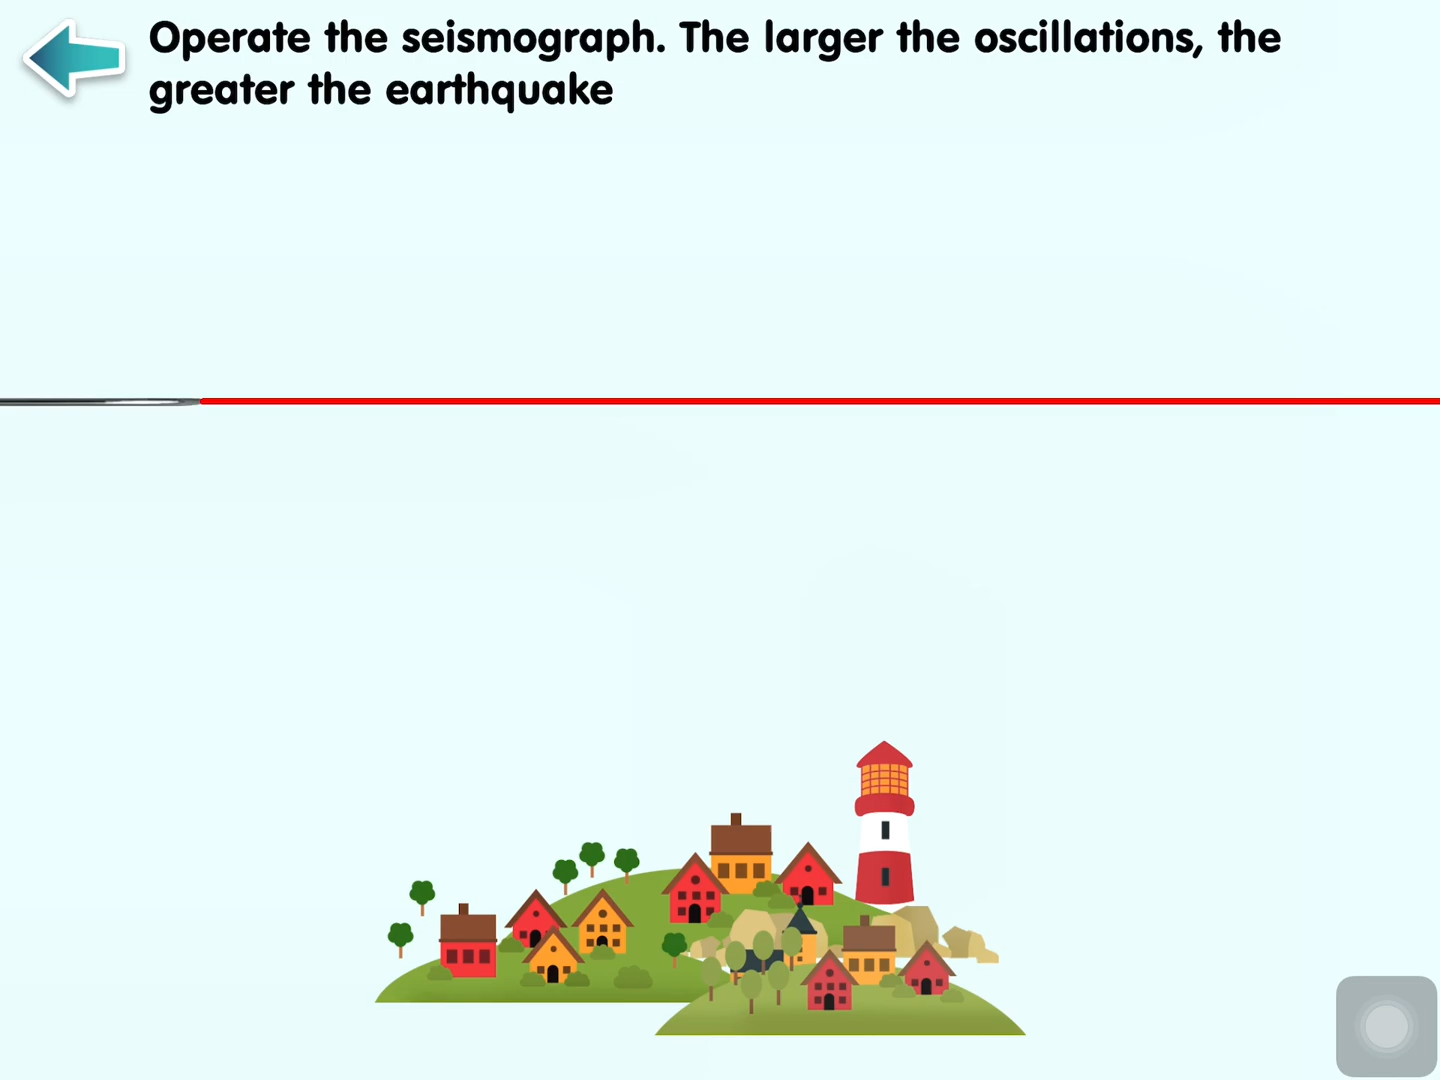 Operate the seismograph. The larger the oscillations, the
greater the earthquake